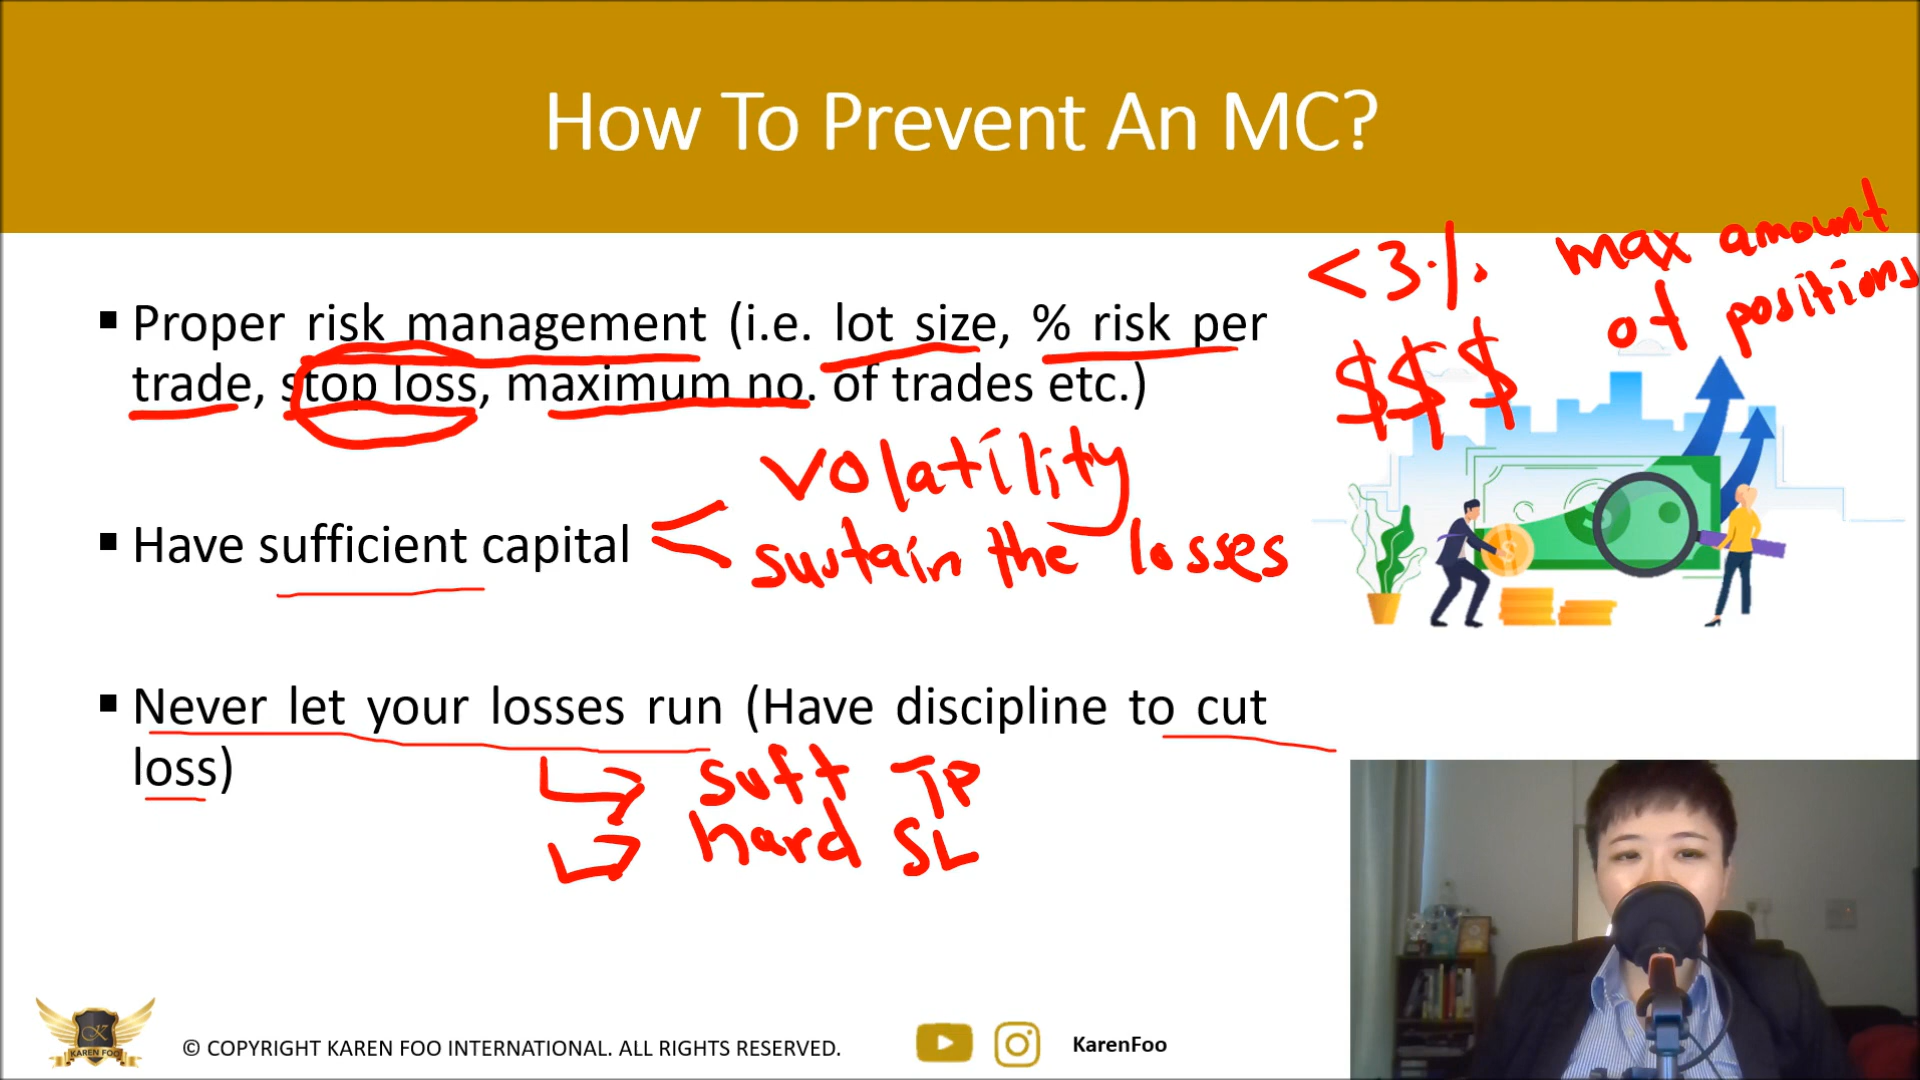 How To Prevent An MC?
<3% max amount
of positions
$$$
▪ Proper risk management (i.e. lot size, % risk per
trade, stop loss, maximum no. of trades etc.)
volatility
▪ Have sufficient capital <
sustain the losses
▪ Never let your losses run (Have discipline to cut
loss)
soft TP
hard SL
K
KAREN FOO
© COPYRIGHT KAREN FOO INTERNATIONAL. ALL RIGHTS RESERVED.
KarenFoo